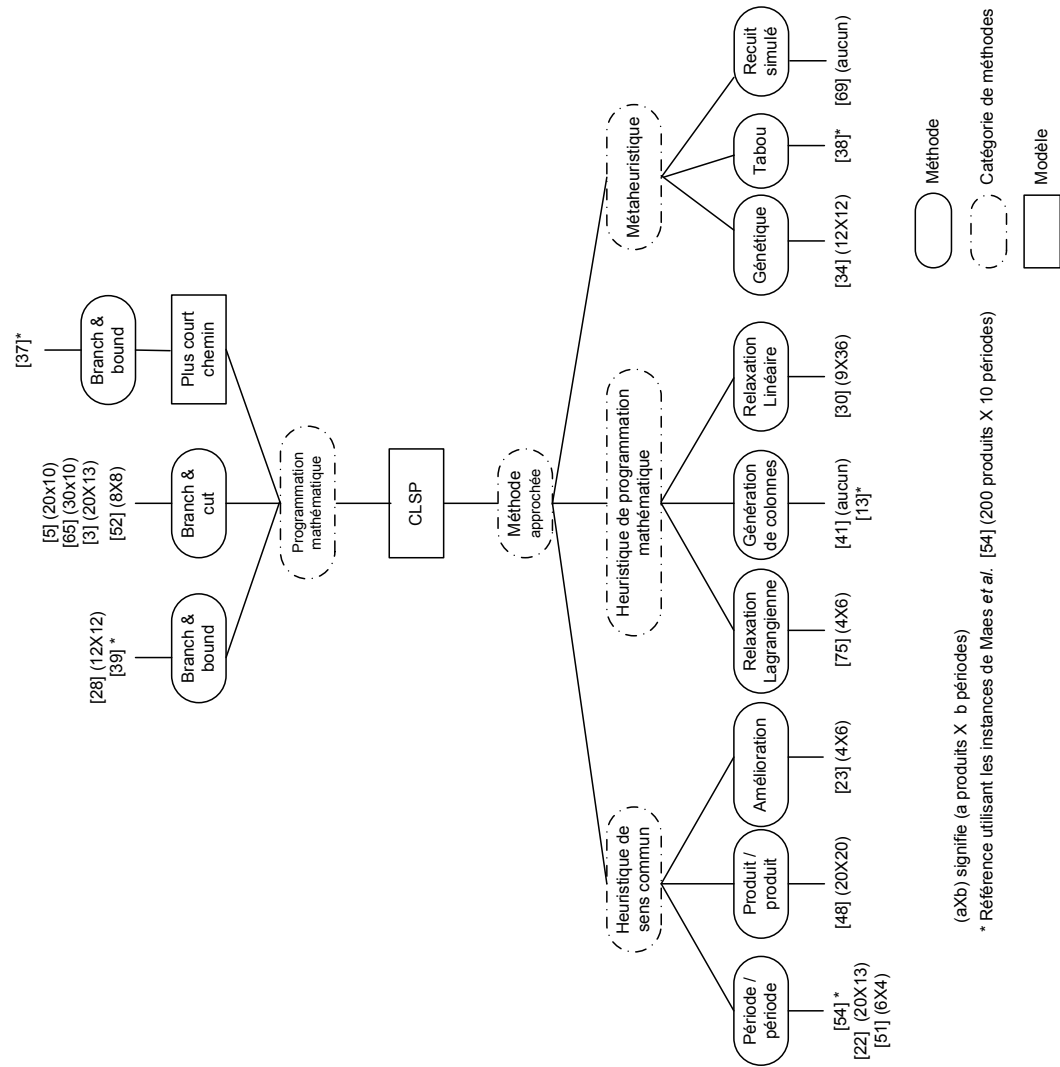 [37]*
Branch &
bound
Plus court
chemin
[5] (20x10)
[65] (30x10)
[3] (20X13)
[52] (8X8)
Branch &
cut
[28] (12X12)
[39] *
Branch &
bound
Programmation
mathématique
CLSP
Méthode
approchée
Heuristique de
sens commun
Heuristique de programmation
mathématique
Métaheuristique
Période /
période
Produit /
produit
Amélioration
Relaxation
Lagrangienne
Génération
de colonnes
Relaxation
Linéaire
Génétique
Tabou
Recuit
simulé
[54] *
[22] (20X13)
[51] (6X4)
[48] (20X20)
[23] (4X6)
[75] (4X6)
[41] (aucun)
[13]*
[30] (9X36)
[34] (12X12)
[38]*
[69] (aucun)
(aXb) signifie (a produits X b périodes)
* Référence utilisant les instances de Maes et al. [54] (200 produits X 10 périodes)
Méthode
Catégorie de méthodes
Modèle